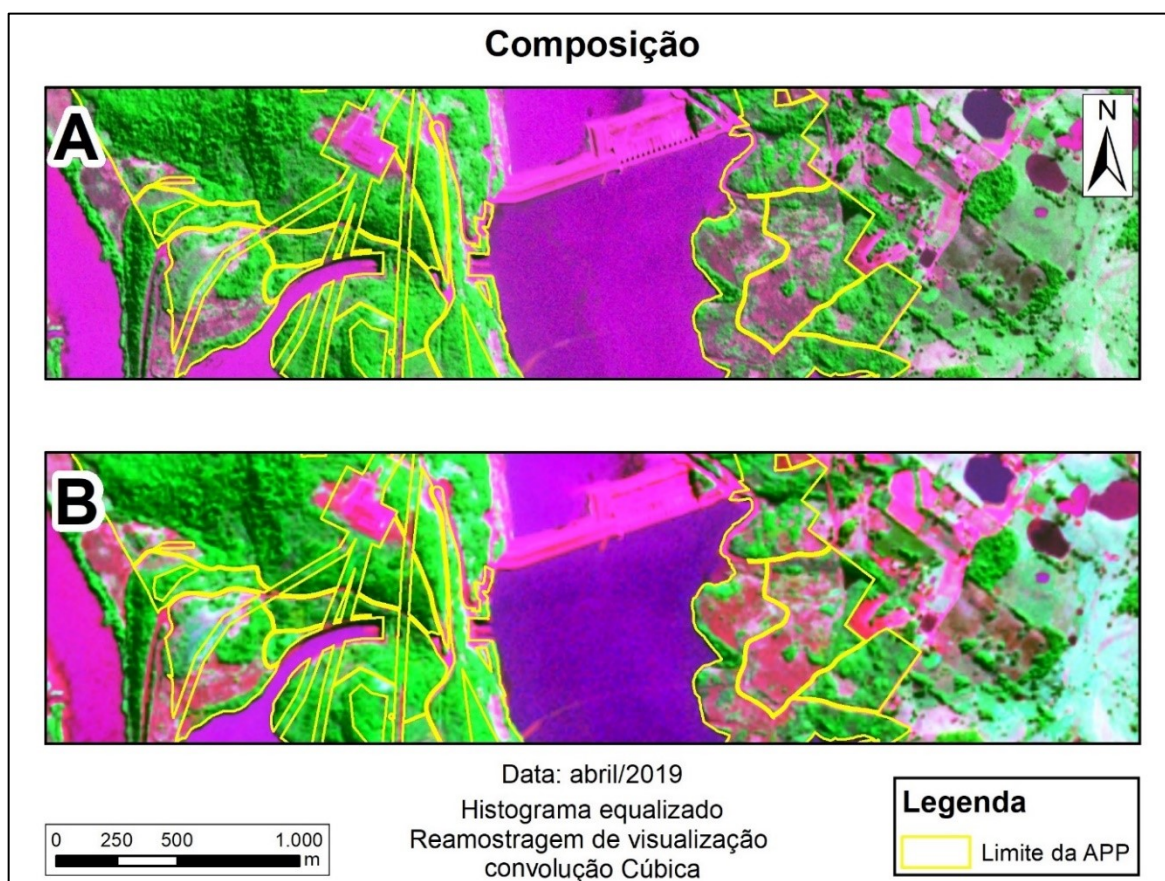 Composição
A
N
B
Data: abril/2019
Histograma equalizado
Reamostragem de visualização
convolução Cúbica
0 250 500 1.000
m
Legenda
Limite da APP